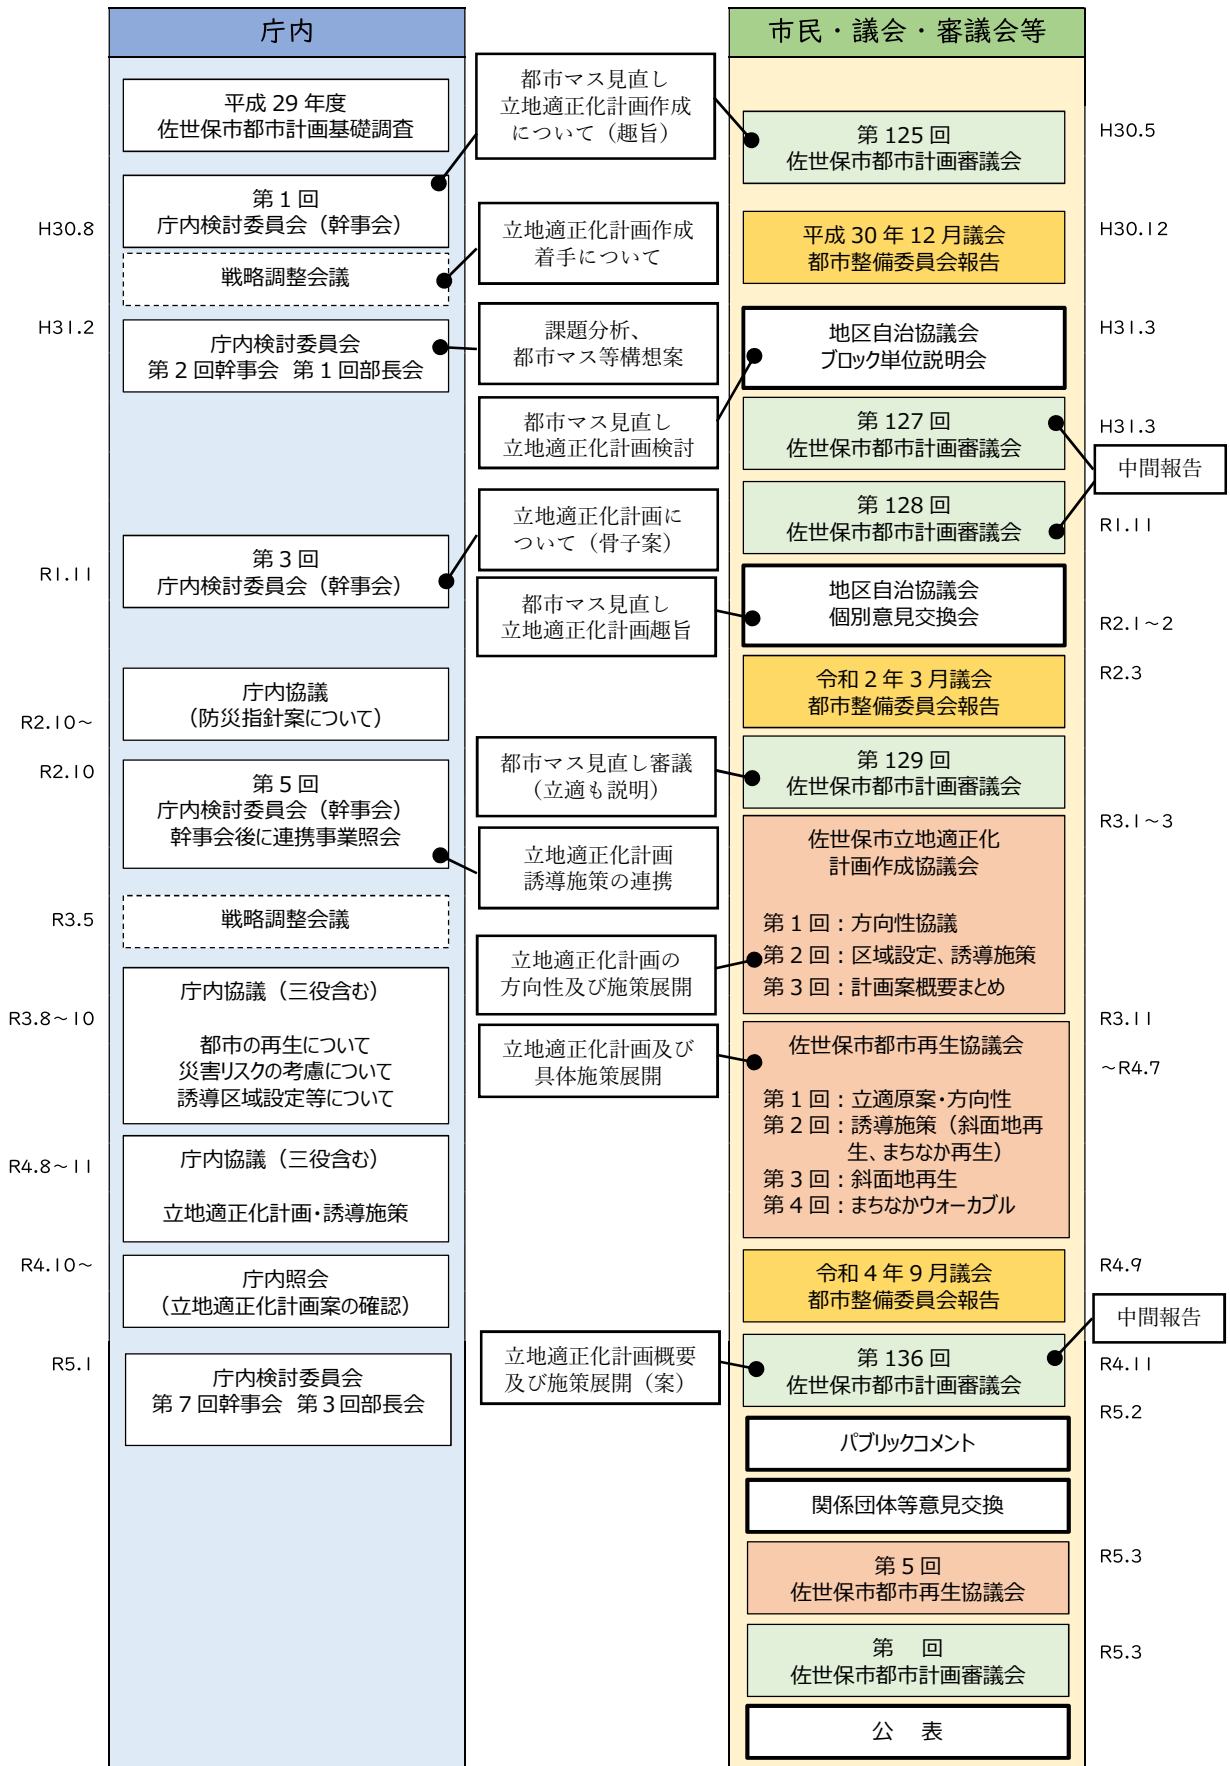 庁内
平成 29 年度
佐世保市都市計画基礎調査
第１回
庁内検討委員会（幹事会）
H30.8
戦略調整会議
H31.2
庁内検討委員会
第２回幹事会 第１回部長会
第３回
庁内検討委員会（幹事会）
R1.11
庁内協議
（防災指針案について）
R2.10～
R2.10
第５回
庁内検討委員会（幹事会）
幹事会後に連携事業照会
R3.5
戦略調整会議
庁内協議（三役含む）
R3.8～10
都市の再生について
災害リスクの考慮について
誘導区域設定等について
庁内協議（三役含む）
R4.8～11
立地適正化計画・誘導施策
R4.10～
庁内照会
（立地適正化計画案の確認）
R5.1
庁内検討委員会
第７回幹事会 第３回部長会
都市マス見直し
立地適正化計画作成
について（趣旨）
立地適正化計画作成
着手について
課題分析、
都市マス等構想案
都市マス見直し
立地適正化計画検討
立地適正化計画に
ついて（骨子案）
都市マス見直し
立地適正化計画趣旨
都市マス見直し審議
（立適も説明）
立地適正化計画
誘導施策の連携
立地適正化計画の
方向性及び施策展開
立地適正化計画及び
具体施策展開
立地適正化計画概要
及び施策展開（案）
市民・議会・審議会等
第 125 回
佐世保市都市計画審議会
H30.5
平成 30 年 12 月議会
都市整備委員会報告
H30.12
地区自治協議会
ブロック単位説明会
H31.3
第 127 回
佐世保市都市計画審議会
H31.3
中間報告
第 128 回
佐世保市都市計画審議会
R1.11
地区自治協議会
個別意見交換会
R2.1～2
令和２年３月議会
都市整備委員会報告
R2.3
第 129 回
佐世保市都市計画審議会
R3.1～3
佐世保市立地適正化
計画作成協議会
第１回：方向性協議
第２回：区域設定、誘導施策
第３回：計画案概要まとめ
R3.11
～R4.7
佐世保市都市再生協議会
第１回：立適原案・方向性
第２回：誘導施策（斜面地再
生、まちなか再生）
第３回：斜面地再生
第４回：まちなかウォーカブル
令和４年９月議会
都市整備委員会報告
R4.9
中間報告
第 136 回
佐世保市都市計画審議会
R4.11
R5.2
パブリックコメント
関係団体等意見交換
第５回
佐世保市都市再生協議会
R5.3
第　回
佐世保市都市計画審議会
R5.3
公　表